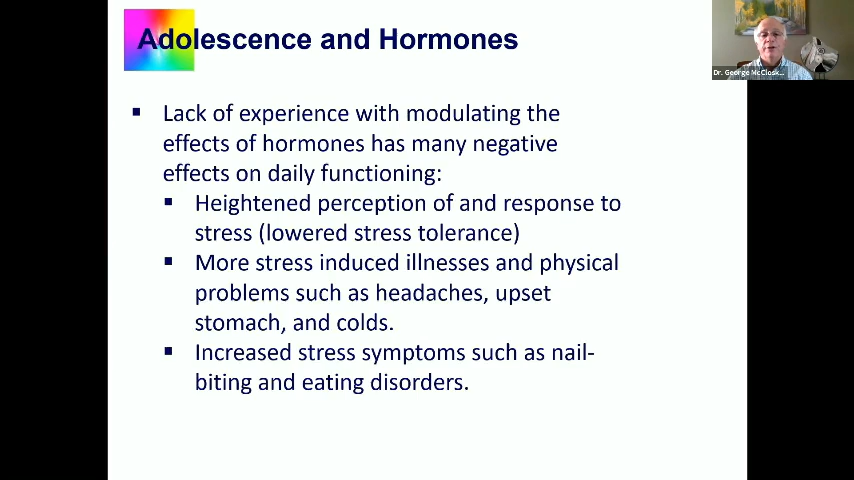 Adolescence and Hormones
Dr. George McClosk...
▪ Lack of experience with modulating the
effects of hormones has many negative
effects on daily functioning:
▪ Heightened perception of and response to
stress (lowered stress tolerance)
▪ More stress induced illnesses and physical
problems such as headaches, upset
stomach, and colds.
▪ Increased stress symptoms such as nail-
biting and eating disorders.